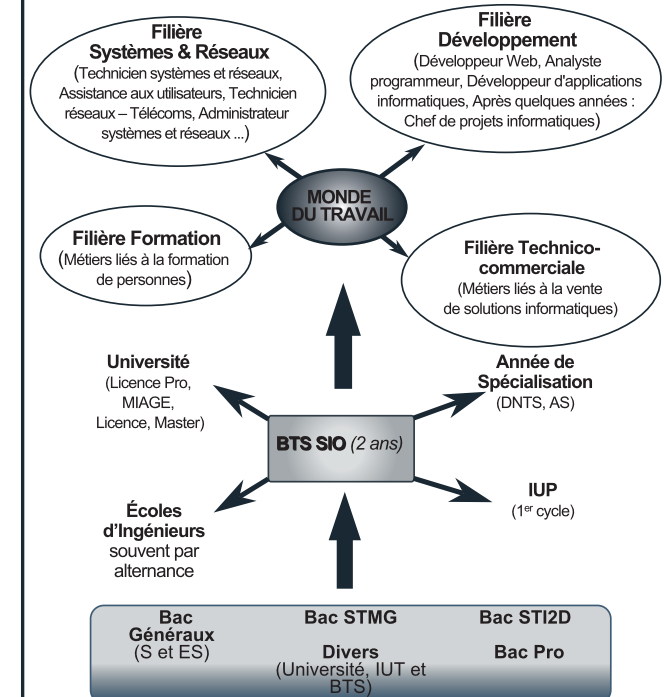 Filière
Systèmes & Réseaux
(Technicien systèmes et réseaux,
Assistance aux utilisateurs, Technicien
réseaux – Télécoms, Administrateur
systèmes et réseaux ...)
Filière
Développement
(Développeur Web, Analyste
programmeur, Développeur d'applications
informatiques, Après quelques années :
Chef de projets informatiques)
MONDE
DU TRAVAIL
Filière Formation
(Métiers liés à la formation
de personnes)
Filière Technico-
commerciale
(Métiers liés à la vente
de solutions informatiques)
Université
(Licence Pro,
MIAGE,
Licence, Master)
Année de
Spécialisation
(DNTS, AS)
BTS SIO (2 ans)
Écoles
d’Ingénieurs
souvent par
alternance
IUP
(1er cycle)
Bac
Généraux
(S et ES)
Bac STMG
Divers
(Université, IUT et
BTS)
Bac STI2D
Bac Pro